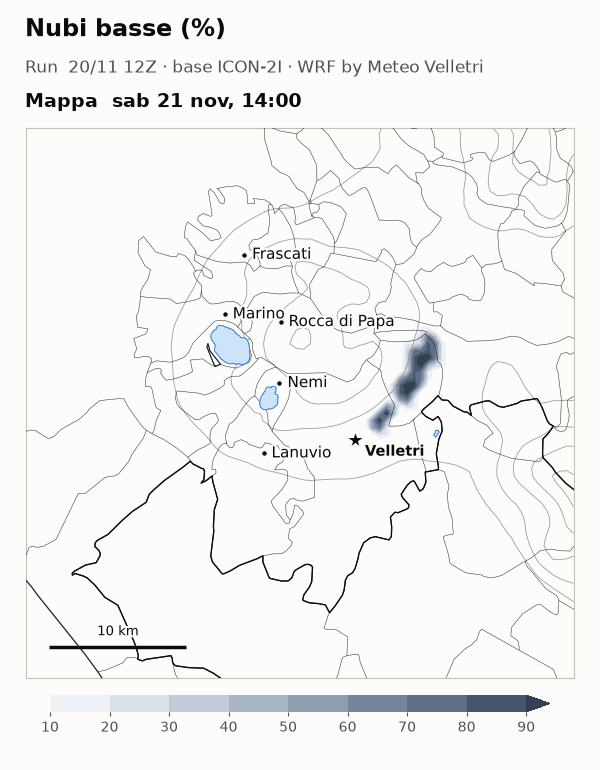 Nubi basse (%)
Run 20/11 12Z · base ICON-2I · WRF by Meteo Velletri
Mappa sab 21 nov, 14:00
Frascati
Marino
Rocca di Papa
Nemi
Velletri
Lanuvio
10 km
10 20 30 40 50 60 70 80 90